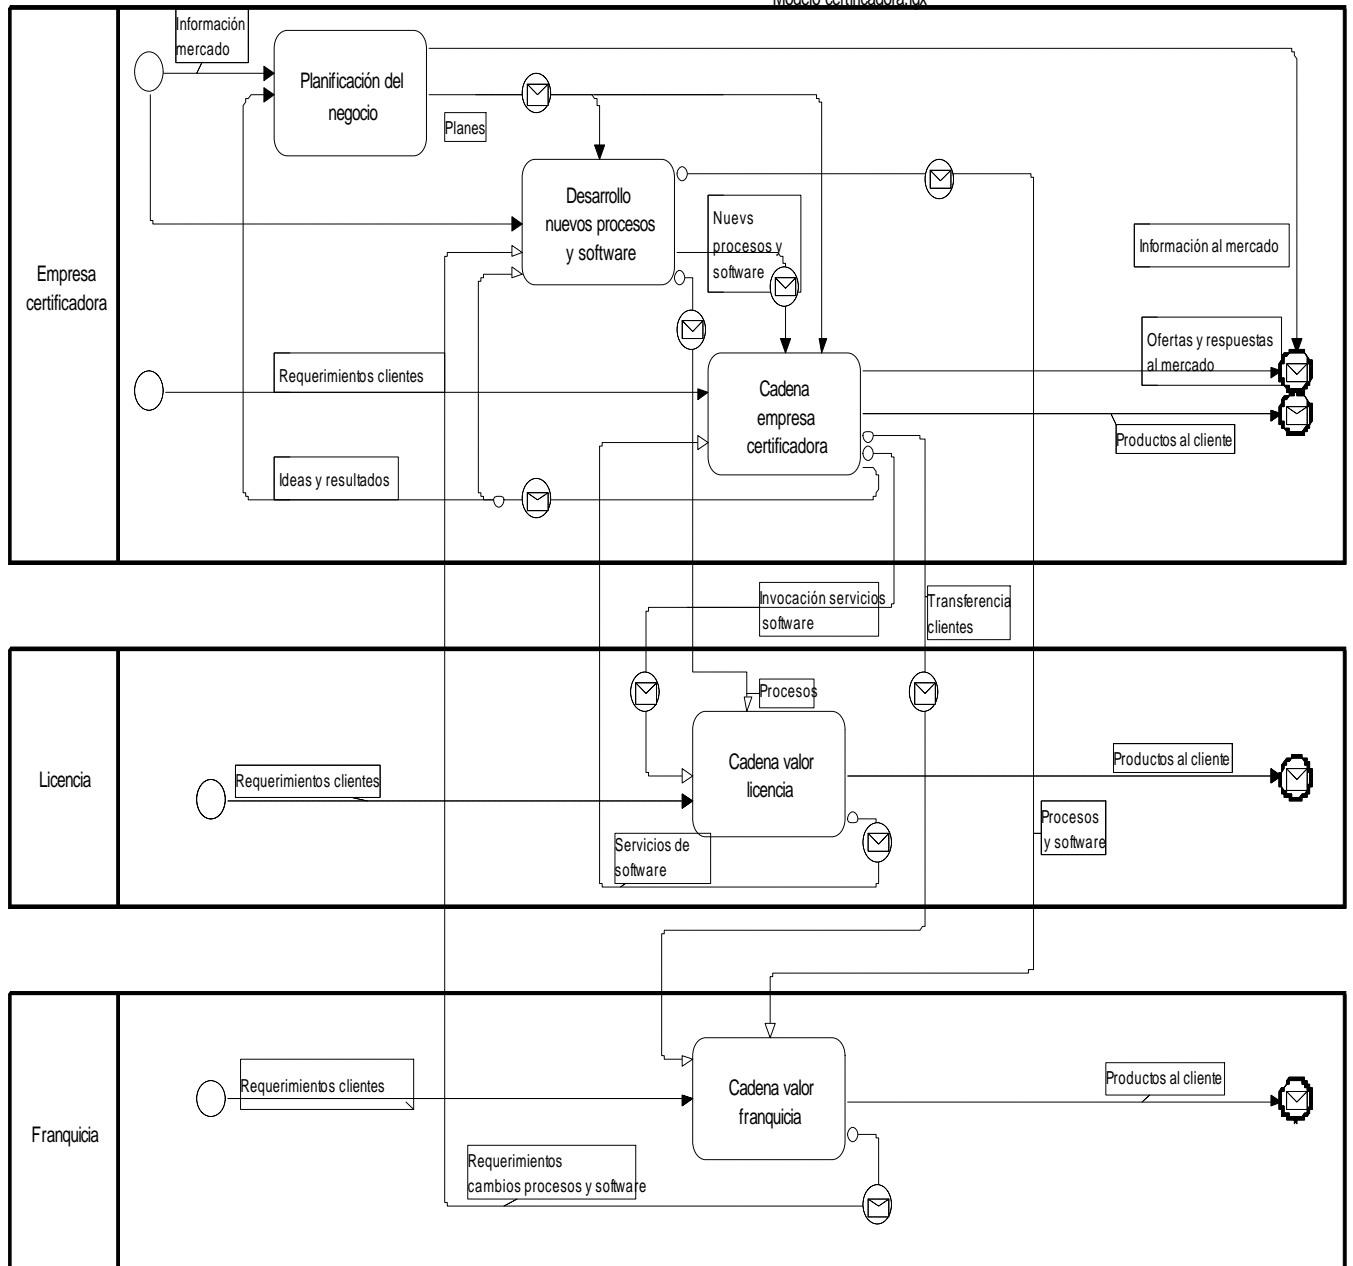 Modelo certificadora.idx
Información
mercado
Planificación del
negocio
Planes
Desarrollo
nuevos procesos
y software
Nuevs
procesos y
software
Información al mercado
Empresa
certificadora
Ofertas y respuestas
al mercado
Requerimientos clientes
Cadena
empresa
certificadora
Productos al cliente
Ideas y resultados
Invocación servicios
software
Transferencia
clientes
Procesos
Licencia
Requerimientos clientes
Cadena valor
licencia
Productos al cliente
Servicios de
software
Procesos
y software
Franquicia
Requerimientos clientes
Cadena valor
franquicia
Productos al cliente
Requerimientos
cambios procesos y software